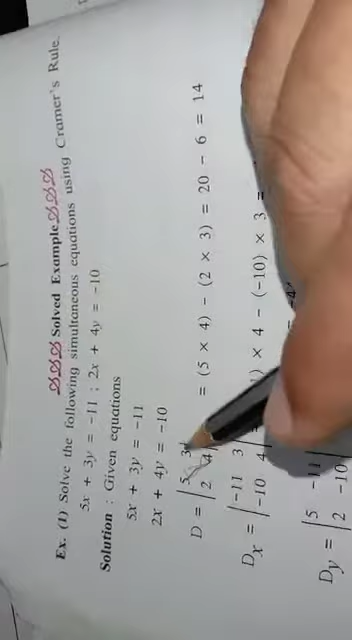 Solved Example
Ex. (1) Solve the following simultaneous equations using Cramer's Rule.
5x + 3y = -11 ; 2x + 4y = -10
Solution : Given equations
5x + 3y = -11
2x + 4y = -10
D = | 5 3 | = (5 × 4) - (2 × 3) = 20 - 6 = 14
| 2 4 |
Dx = | -11 3 | × 4 - (-10) × 3 =
| -10 4 |
Dy = | 5 -11 |
| 2 -10 |